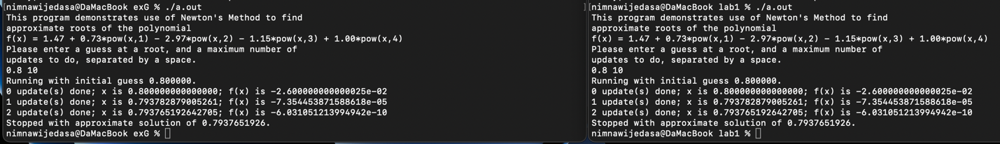 [nimnawijedasa@DaMacBook exG % ./a.out
This program demonstrates use of Newton's Method to find
approximate roots of the polynomial
f(x) = 1.47 + 0.73*pow(x,1) - 2.97*pow(x,2) - 1.15*pow(x,3) + 1.00*pow(x,4)
Please enter a guess at a root, and a maximum number of
updates to do, separated by a space.
0.8 10
Running with initial guess 0.800000.
0 update(s) done; x is 0.800000000000000; f(x) is -2.600000000000025e-02
1 update(s) done; x is 0.793782879005261; f(x) is -7.354453871588618e-05
2 update(s) done; x is 0.793765192642705; f(x) is -6.031051213994942e-10
Stopped with approximate solution of 0.7937651926.
nimnawijedasa@DaMacBook exG %
][nimnawijedasa@DaMacBook lab1 % ./a.out
This program demonstrates use of Newton's Method to find
approximate roots of the polynomial
f(x) = 1.47 + 0.73*pow(x,1) - 2.97*pow(x,2) - 1.15*pow(x,3) + 1.00*pow(x,4)
Please enter a guess at a root, and a maximum number of
updates to do, separated by a space.
0.8 10
Running with initial guess 0.800000.
0 update(s) done; x is 0.800000000000000; f(x) is -2.600000000000025e-02
1 update(s) done; x is 0.793782879005261; f(x) is -7.354453871588618e-05
2 update(s) done; x is 0.793765192642705; f(x) is -6.031051213994942e-10
Stopped with approximate solution of 0.7937651926.
nimnawijedasa@DaMacBook lab1 %